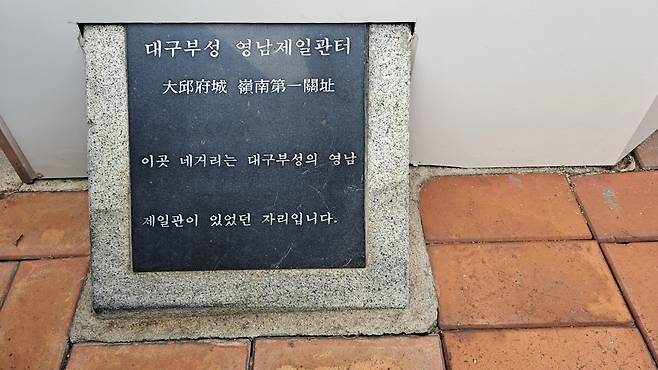 대구부성 영남제일관터
大邱府城 嶺南第一關址
이곳 네거리는 대구부성의 영남
제일관이 있었던 자리입니다.